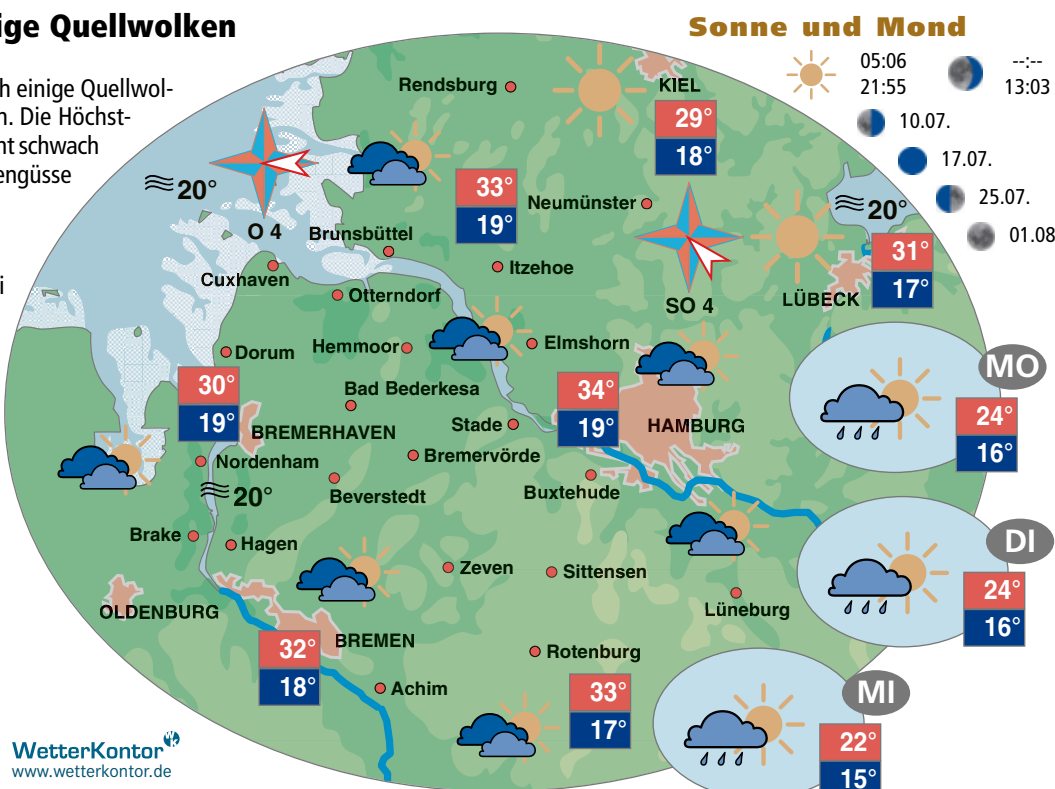 ige Quellwolken
h einige Quellwol-
n. Die Höchst-
nt schwach
engüsse
i
Sonne und Mond
05:06
21:55
--:--
13:03
10.07.
17.07.
25.07.
01.08
Rendsburg
KIEL
29°
18°
20°
33°
19°
Neumünster
20°
O 4
Brunsbüttel
31°
17°
Cuxhaven
Itzehoe
Otterndorf
SO 4
LÜBECK
Dorum
Hemmoor
Elmshorn
MO
24°
16°
30°
19°
Bad Bederkesa
34°
19°
BREMERHAVEN
Stade
HAMBURG
Nordenham
Bremervörde
20°
Beverstedt
Buxtehude
Brake
Hagen
DI
24°
16°
Zeven
Sittensen
OLDENBURG
Lüneburg
BREMEN
32°
18°
Rotenburg
Achim
33°
17°
MI
22°
15°
WetterKontor
www.wetterkontor.de